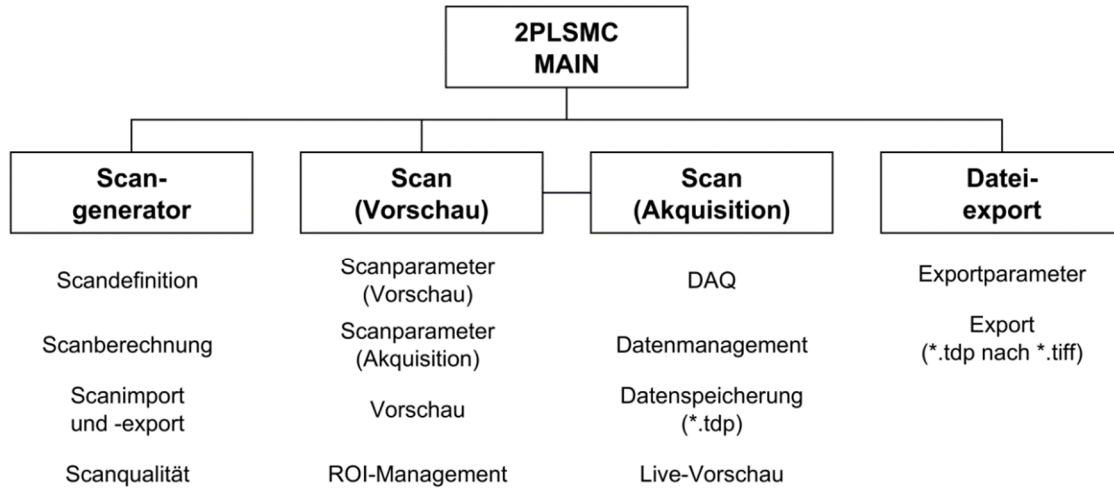 2PLSMC
MAIN
Scan-
generator
Scandefinition
Scanberechnung
Scanimport
und -export
Scanqualität
Scan
(Vorschau)
Scanparameter
(Vorschau)
Scanparameter
(Akquisition)
Vorschau
ROI-Management
Scan
(Akquisition)
DAQ
Datenmanagement
Datenspeicherung
(*.tdp)
Live-Vorschau
Datei-
export
Exportparameter
Export
(*.tdp nach *.tiff)